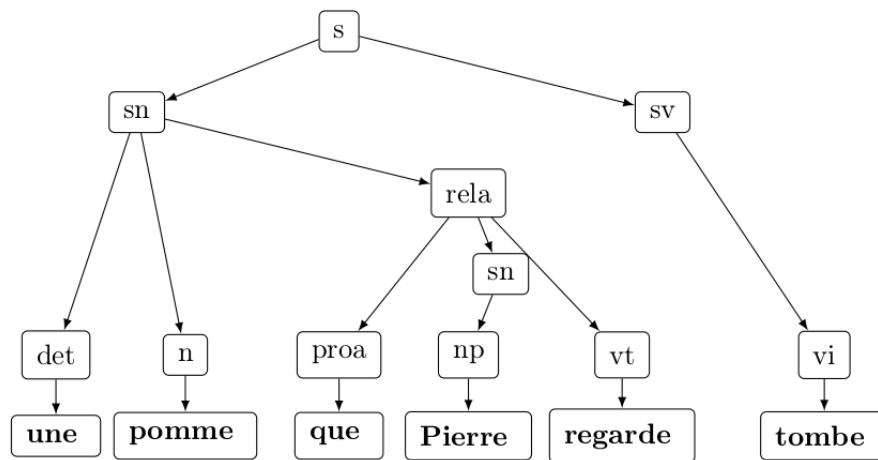 s
sn sv
rela
sn
det n proa np vt vi
une pomme que Pierre regarde tombe